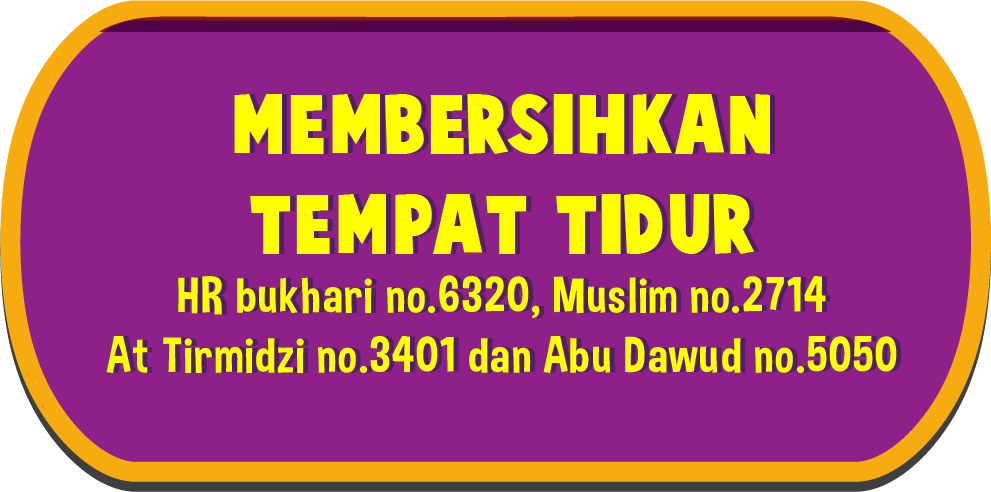 MEMBERSIHKAN
TEMPAT TIDUR
HR bukhari no.6320, Muslim no.2714
At Tirmidzi no.3401 dan Abu Dawud no.5050